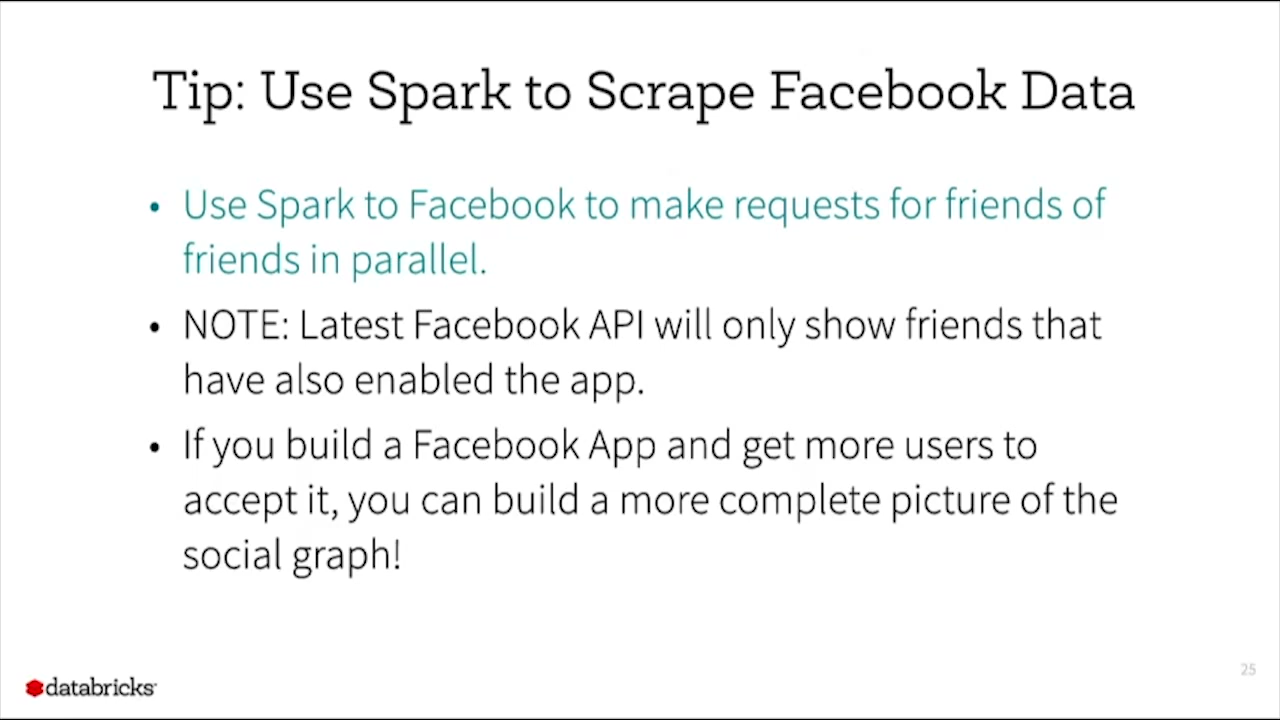 Tip: Use Spark to Scrape Facebook Data
• Use Spark to Facebook to make requests for friends of
friends in parallel.
• NOTE: Latest Facebook API will only show friends that
have also enabled the app.
• If you build a Facebook App and get more users to
accept it, you can build a more complete picture of the
social graph!
25
databricks